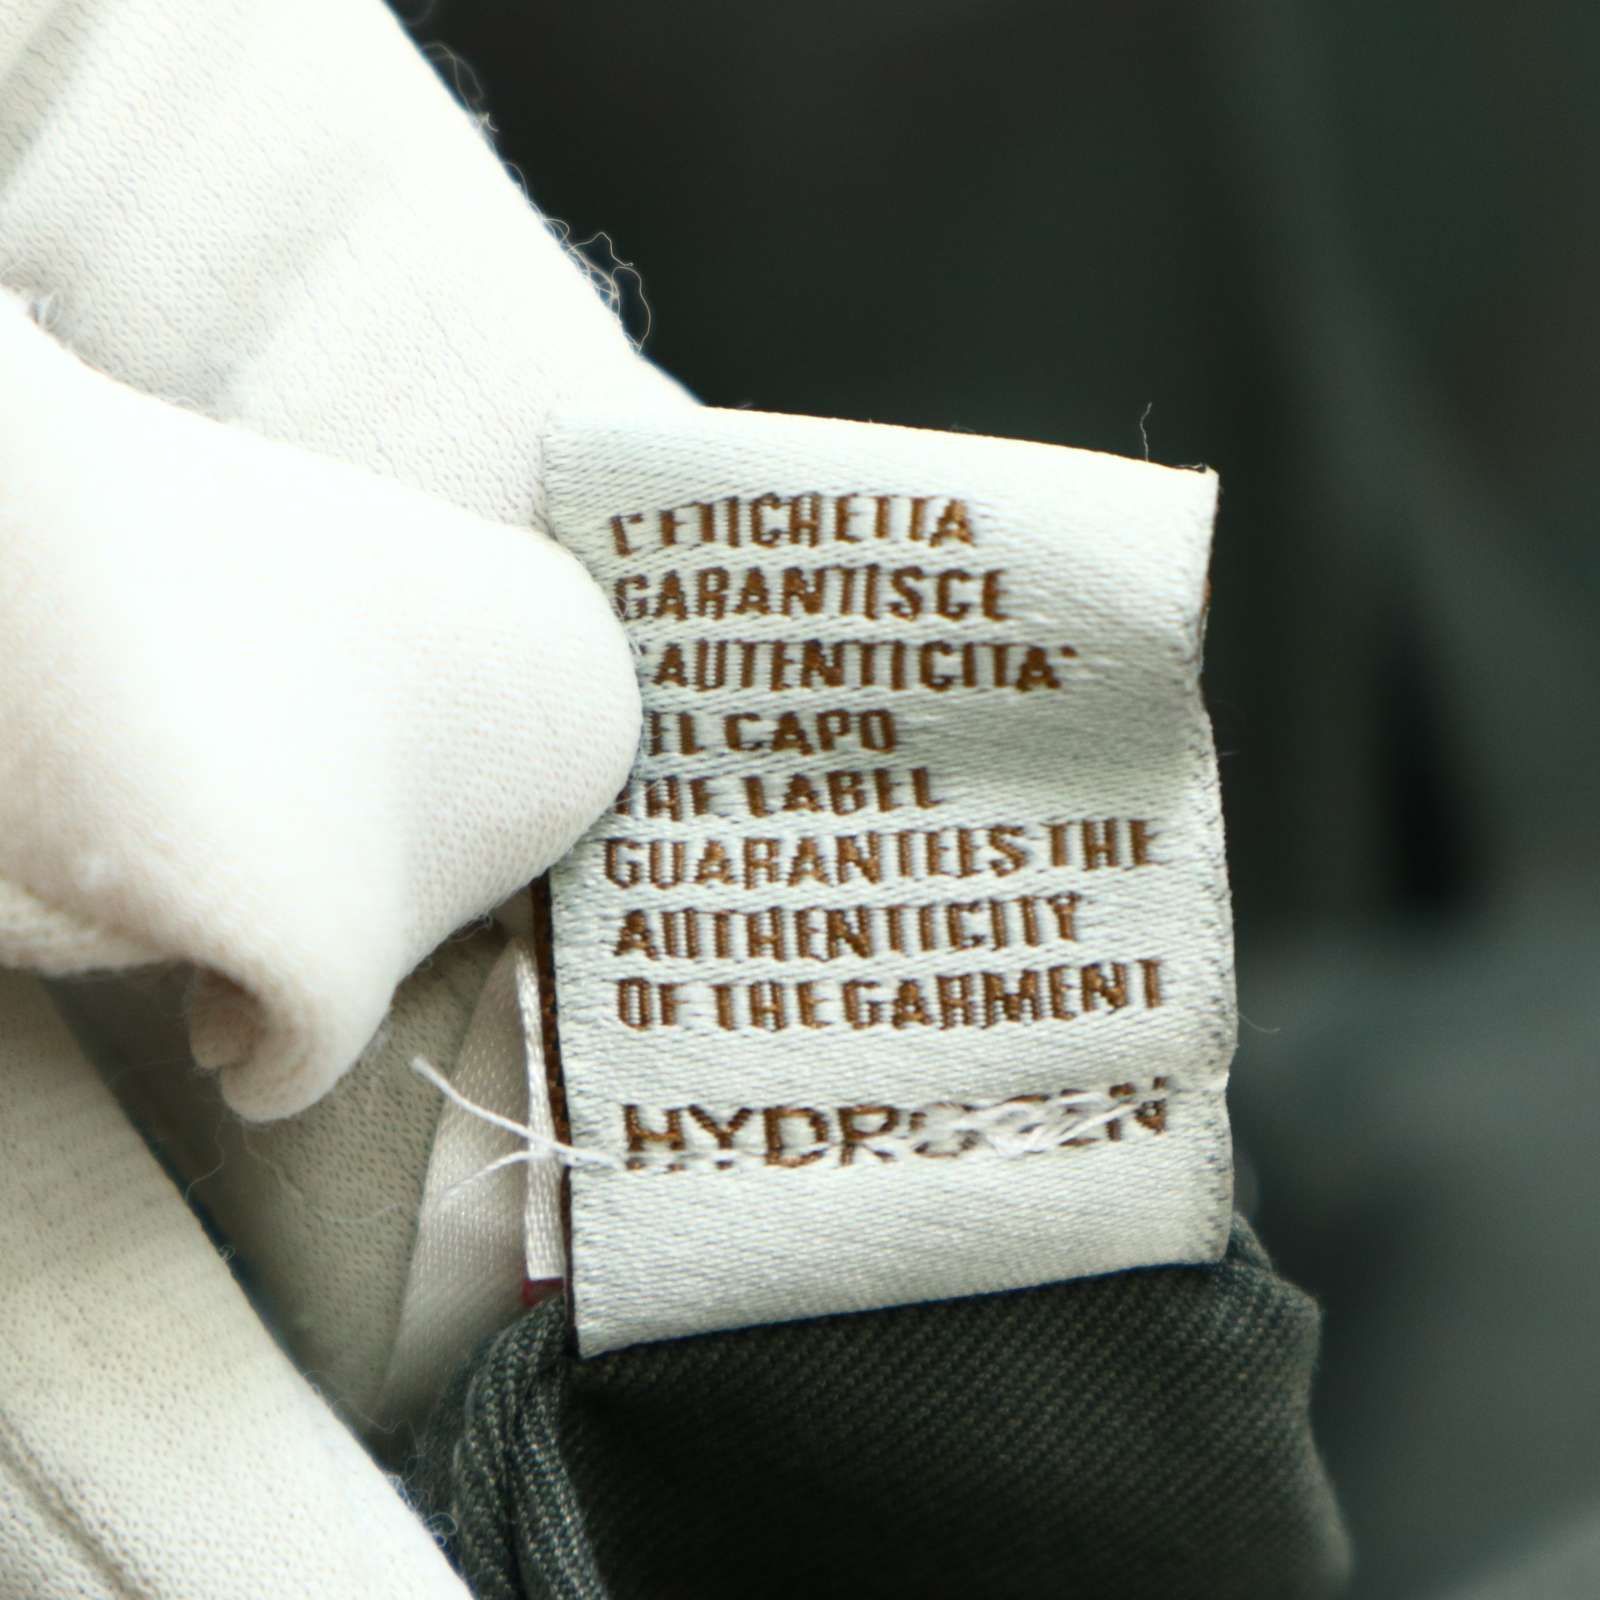 L'ETICHETTA
GARANTISCE
L'AUTENTICITA'
DEL CAPO
THE LABEL
GUARANTEES THE
AUTHENTICITY
OF THE GARMENT
HYDROGEN